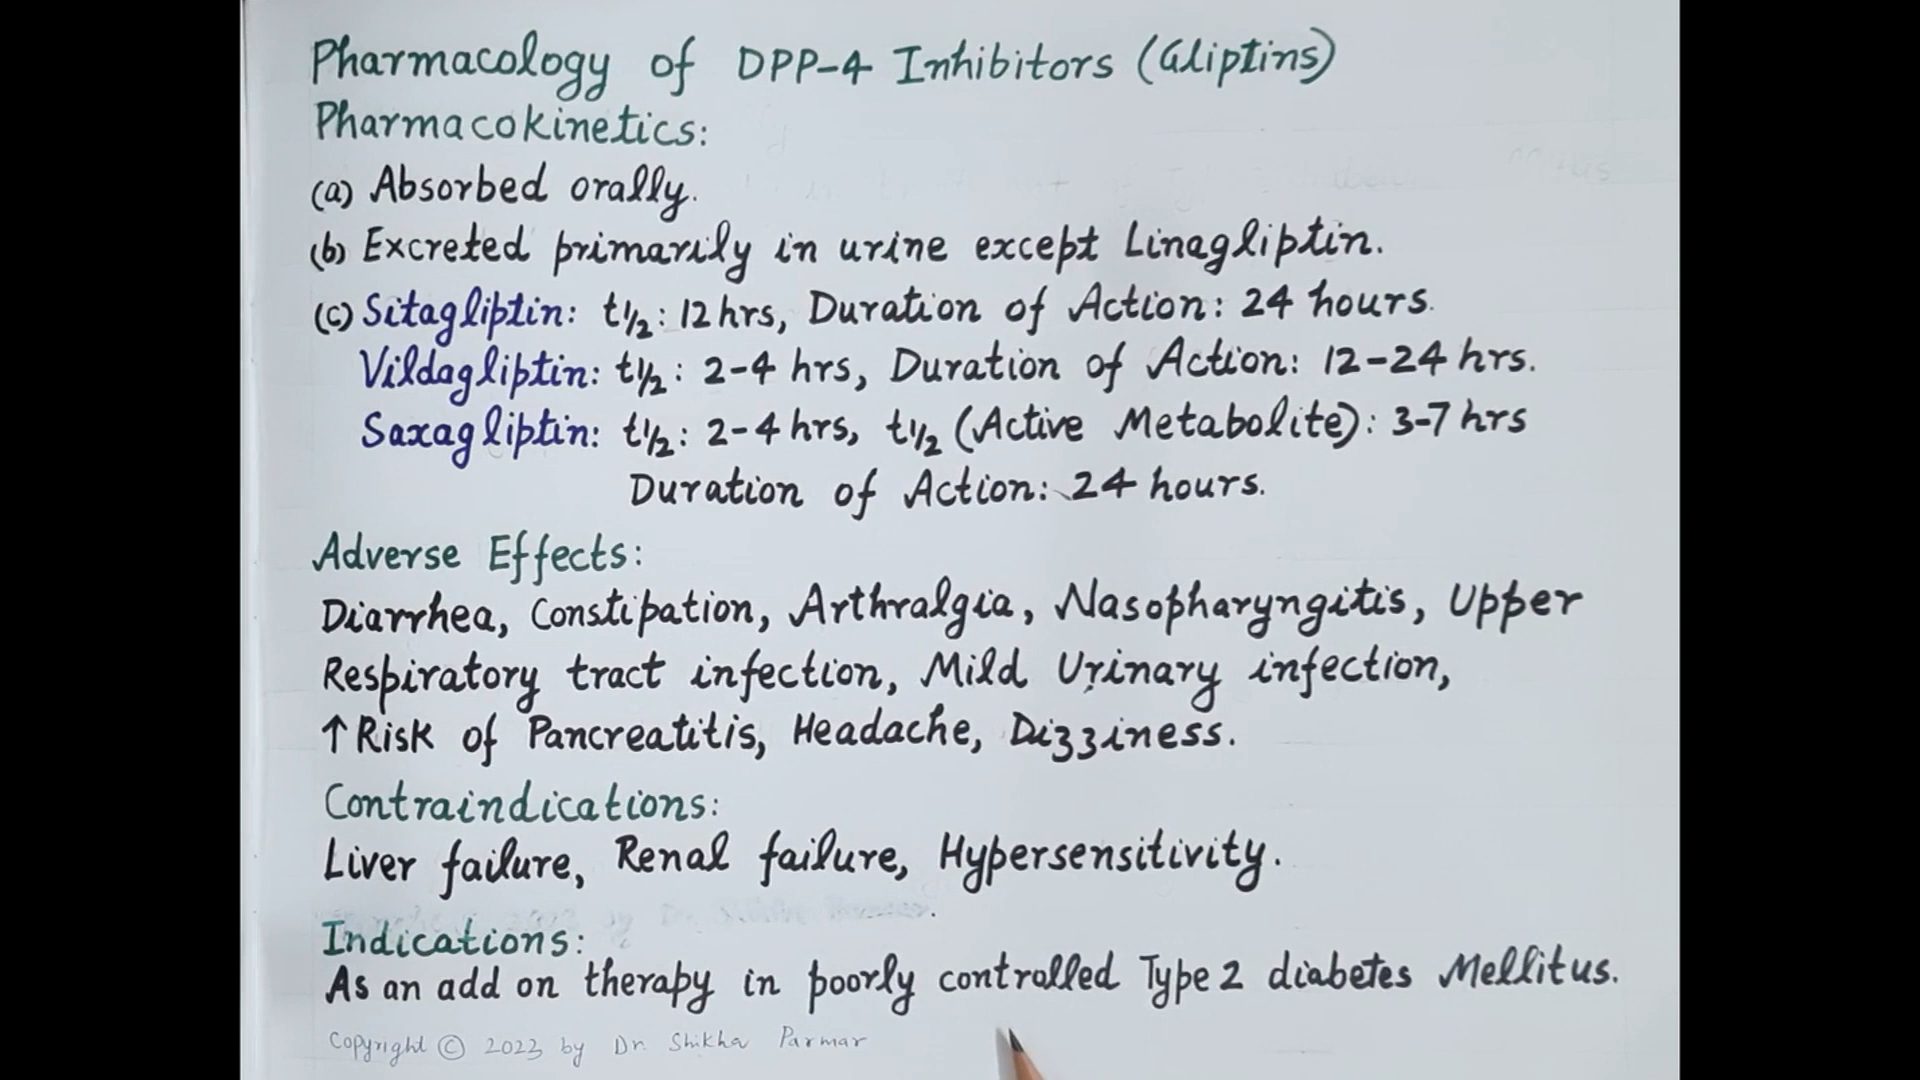 Pharmacology of DPP-4 Inhibitors (Gliptins)
Pharmacokinetics:
(a) Absorbed orally.
(b) Excreted primarily in urine except Linagliptin.
(c) Sitagliptin: t1/2: 12 hrs, Duration of Action: 24 hours.
Vildagliptin: t1/2: 2-4 hrs, Duration of Action: 12-24 hrs.
Saxagliptin: t1/2: 2-4 hrs, t1/2 (Active Metabolite): 3-7 hrs
Duration of Action: 24 hours.
Adverse Effects:
Diarrhea, Constipation, Arthralgia, Nasopharyngitis, Upper
Respiratory tract infection, Mild Urinary infection,
↑ Risk of Pancreatitis, Headache, Dizziness.
Contraindications:
Liver failure, Renal failure, Hypersensitivity.
Indications:
As an add on therapy in poorly controlled Type 2 diabetes Mellitus.
Copyright © 2023 by Dr. Shikha Parmar